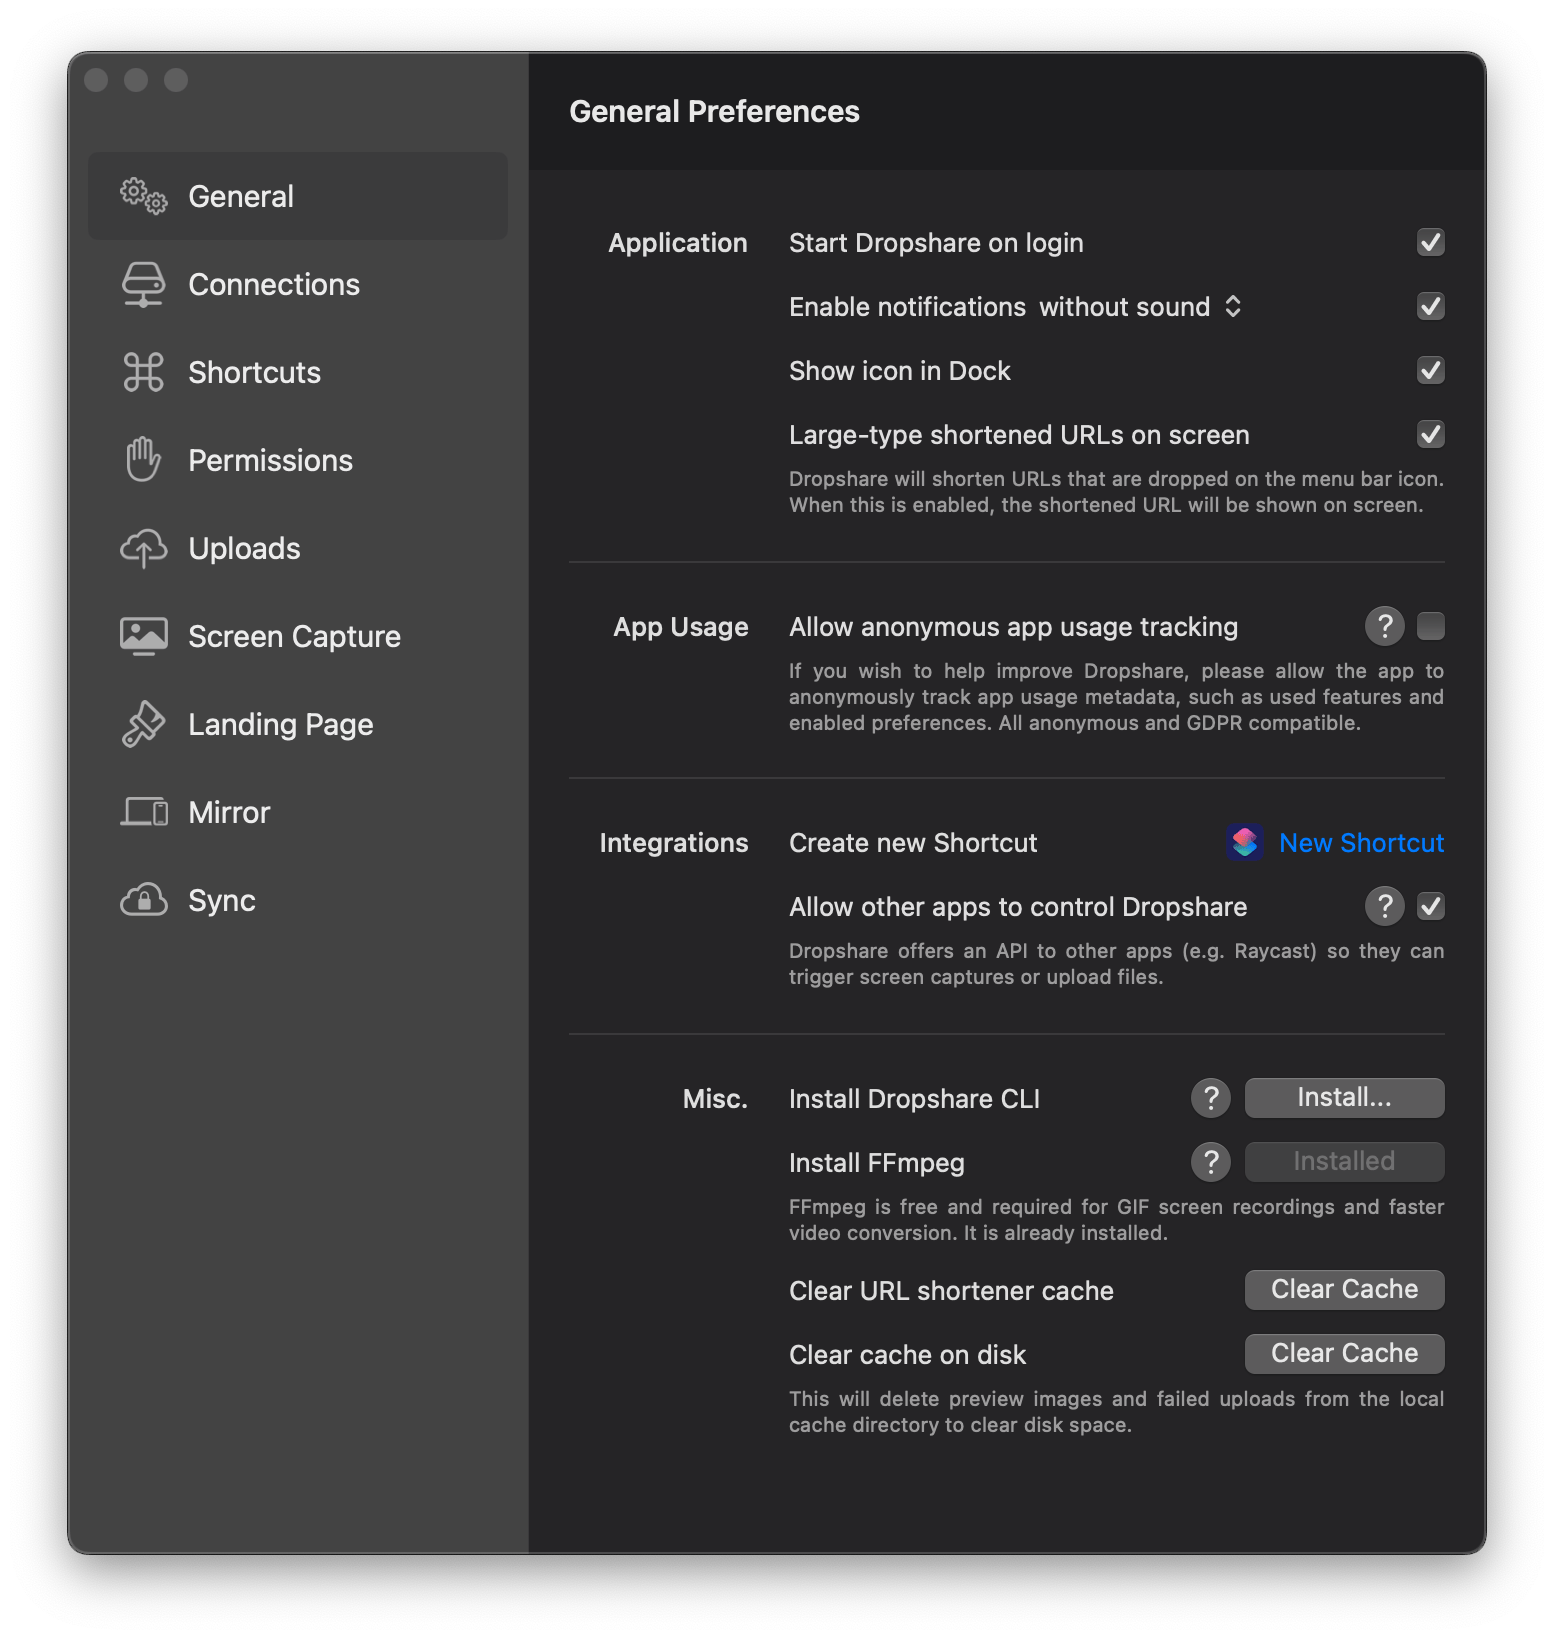 General Preferences
General
Connections
Shortcuts
Permissions
Uploads
Screen Capture
Landing Page
Mirror
Sync
Application
Start Dropshare on login
Enable notifications without sound
Show icon in Dock
Large-type shortened URLs on screen
Dropshare will shorten URLs that are dropped on the menu bar icon.
When this is enabled, the shortened URL will be shown on screen.
App Usage
Allow anonymous app usage tracking
?
If you wish to help improve Dropshare, please allow the app to
anonymously track app usage metadata, such as used features and
enabled preferences. All anonymous and GDPR compatible.
Integrations
Create new Shortcut
New Shortcut
Allow other apps to control Dropshare
?
Dropshare offers an API to other apps (e.g. Raycast) so they can
trigger screen captures or upload files.
Misc.
Install Dropshare CLI
?
Install...
Install FFmpeg
?
Installed
FFmpeg is free and required for GIF screen recordings and faster
video conversion. It is already installed.
Clear URL shortener cache
Clear Cache
Clear cache on disk
Clear Cache
This will delete preview images and failed uploads from the local
cache directory to clear disk space.